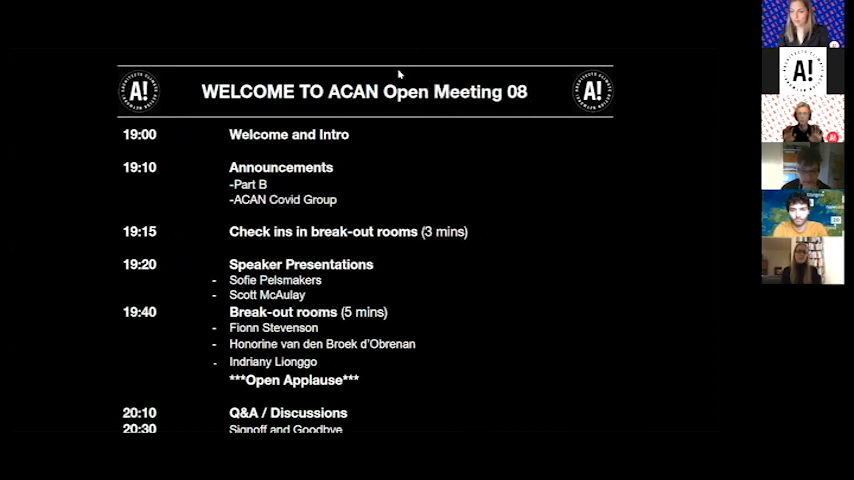 WELCOME TO ACAN Open Meeting 08
19:00 Welcome and Intro
19:10 Announcements
-Part B
-ACAN Covid Group
19:15 Check ins in break-out rooms (3 mins)
19:20 Speaker Presentations
- Sofie Pelsmakers
- Scott McAulay
19:40 Break-out rooms (5 mins)
- Fionn Stevenson
- Honorine van den Broek d'Obrenan
- Indriany Lionggo
***Open Applause***
20:10 Q&A / Discussions
20:30 Signoff and Goodbye
A!
A!
A!